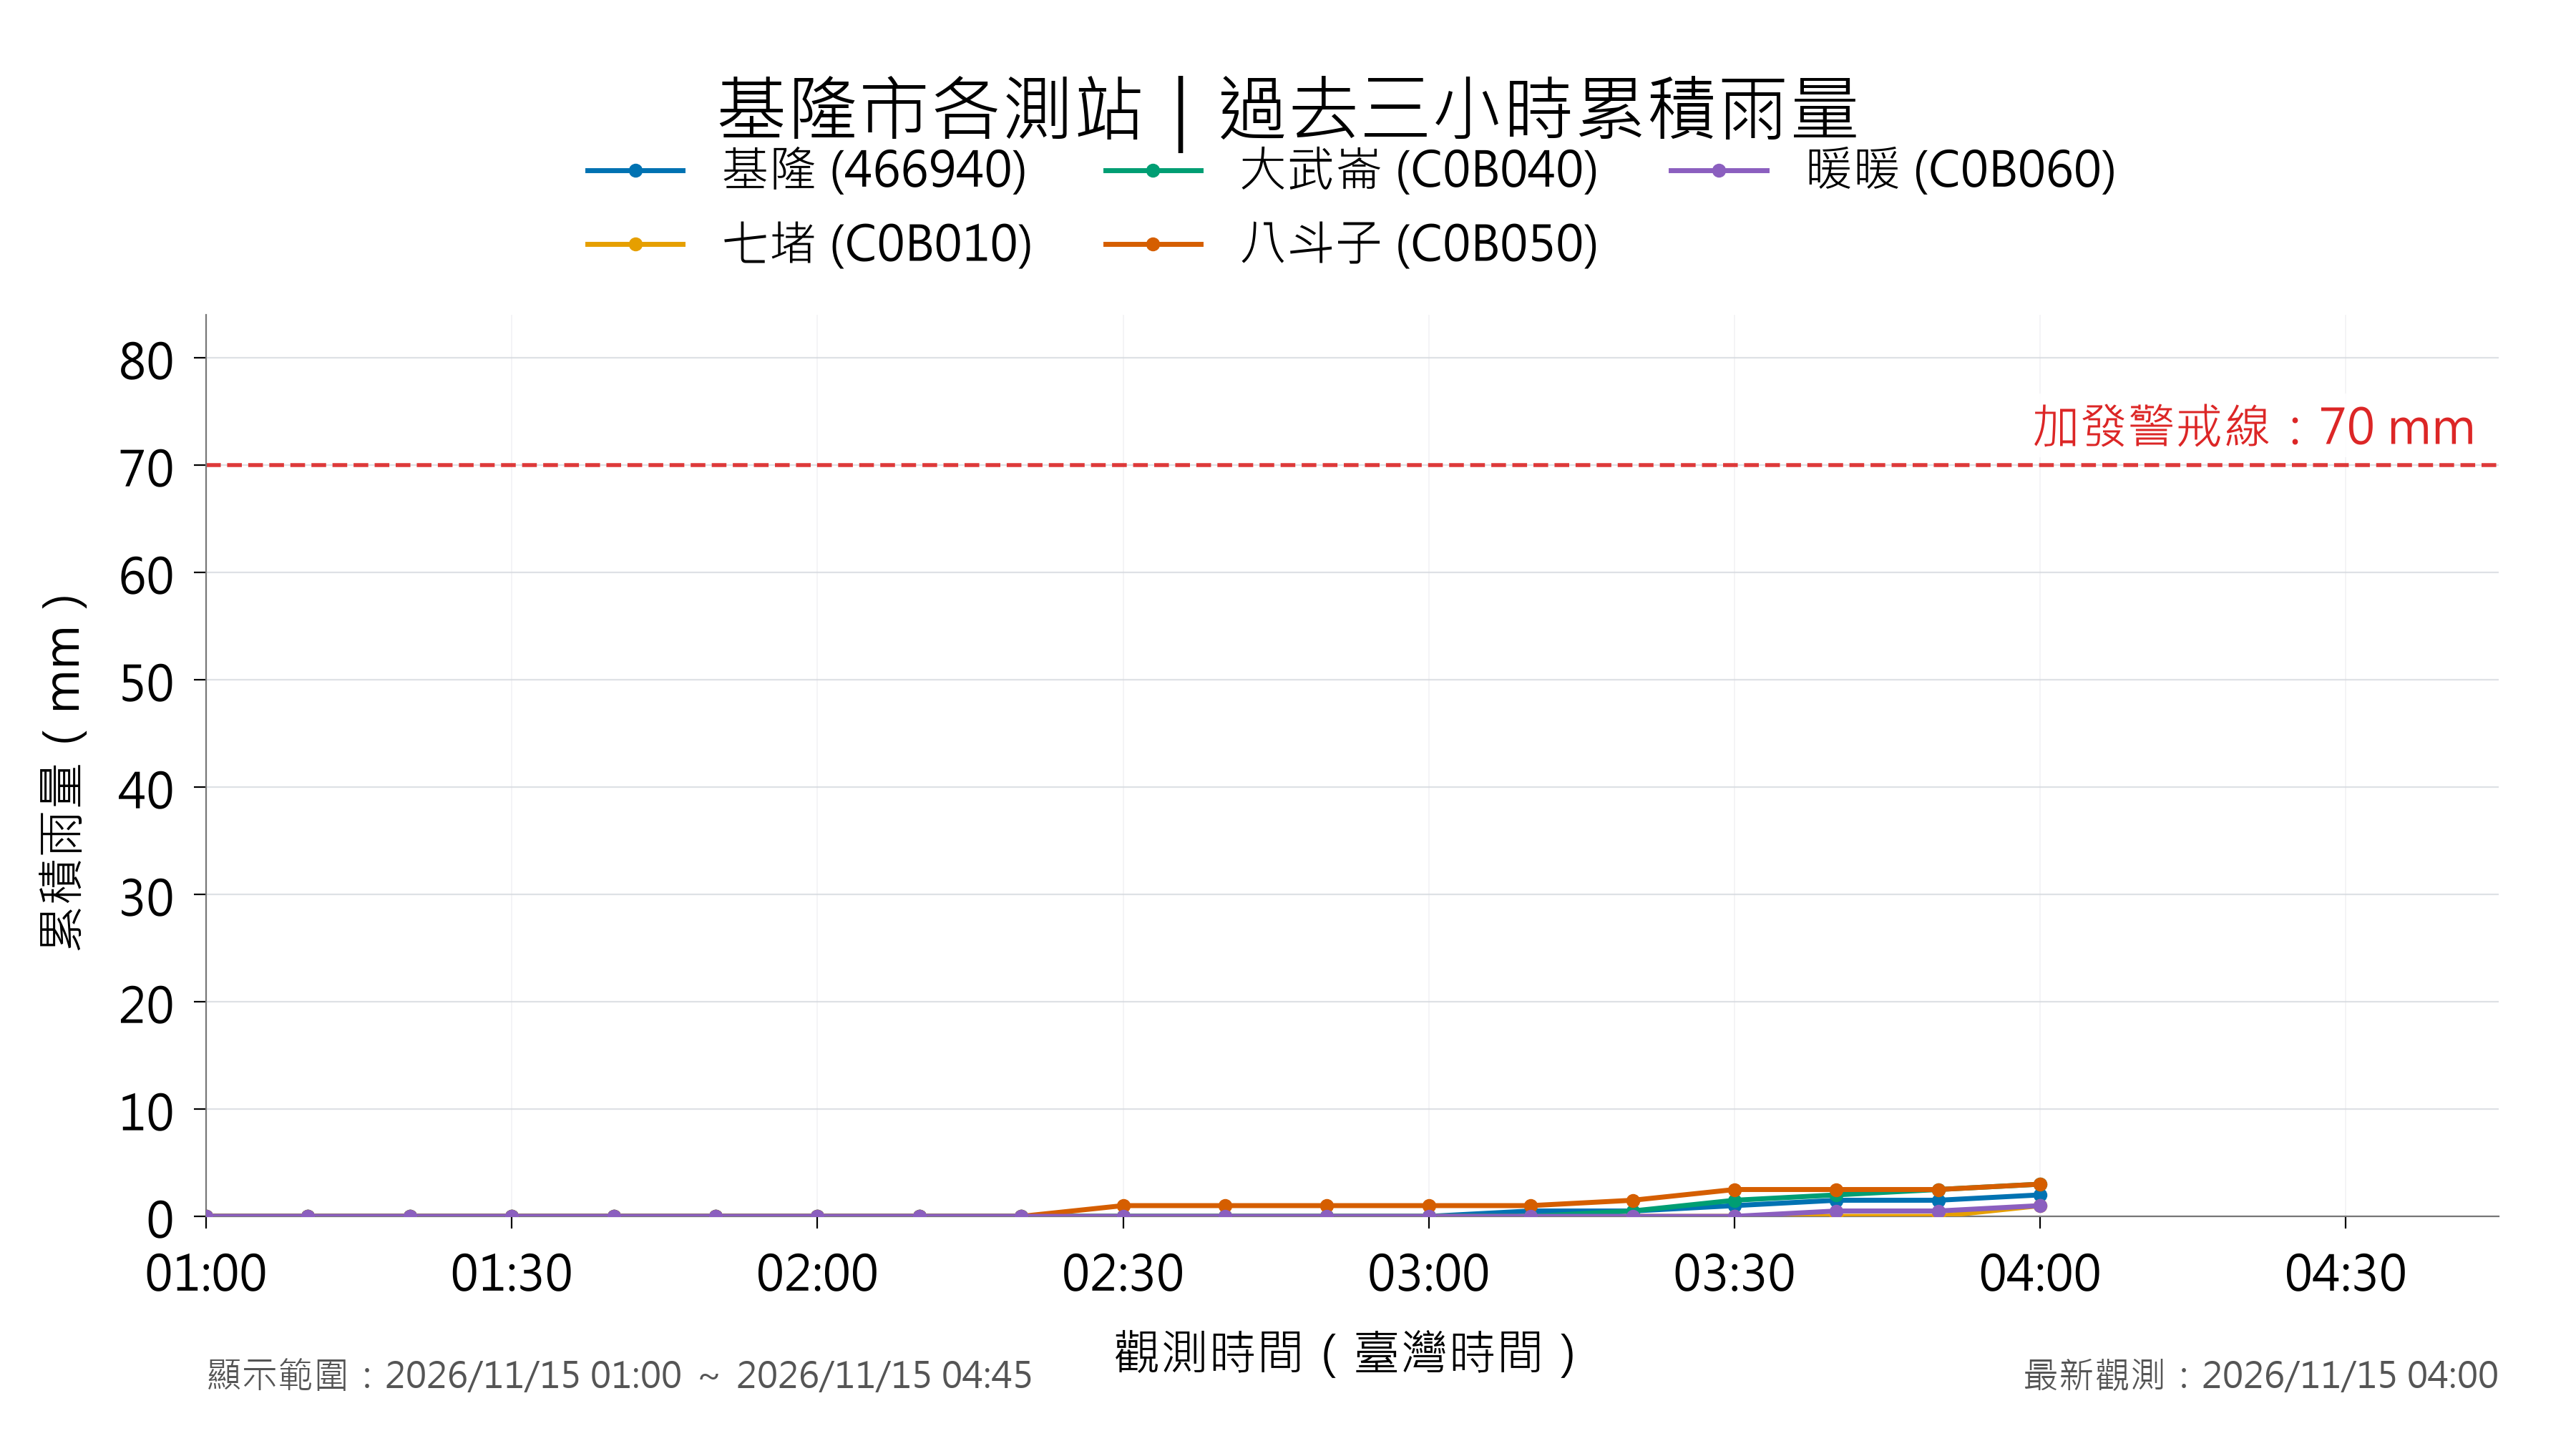 基隆市各測站｜過去三小時累積雨量
基隆 (466940)
大武崙 (C0B040)
暖暖 (C0B060)
七堵 (C0B010)
八斗子 (C0B050)
加發警戒線：70 mm
累積雨量（mm）
80
70
60
50
40
30
20
10
0
01:00 01:30 02:00 02:30 03:00 03:30 04:00 04:30
觀測時間（臺灣時間）
顯示範圍：2026/11/15 01:00 ~ 2026/11/15 04:45
最新觀測：2026/11/15 04:00